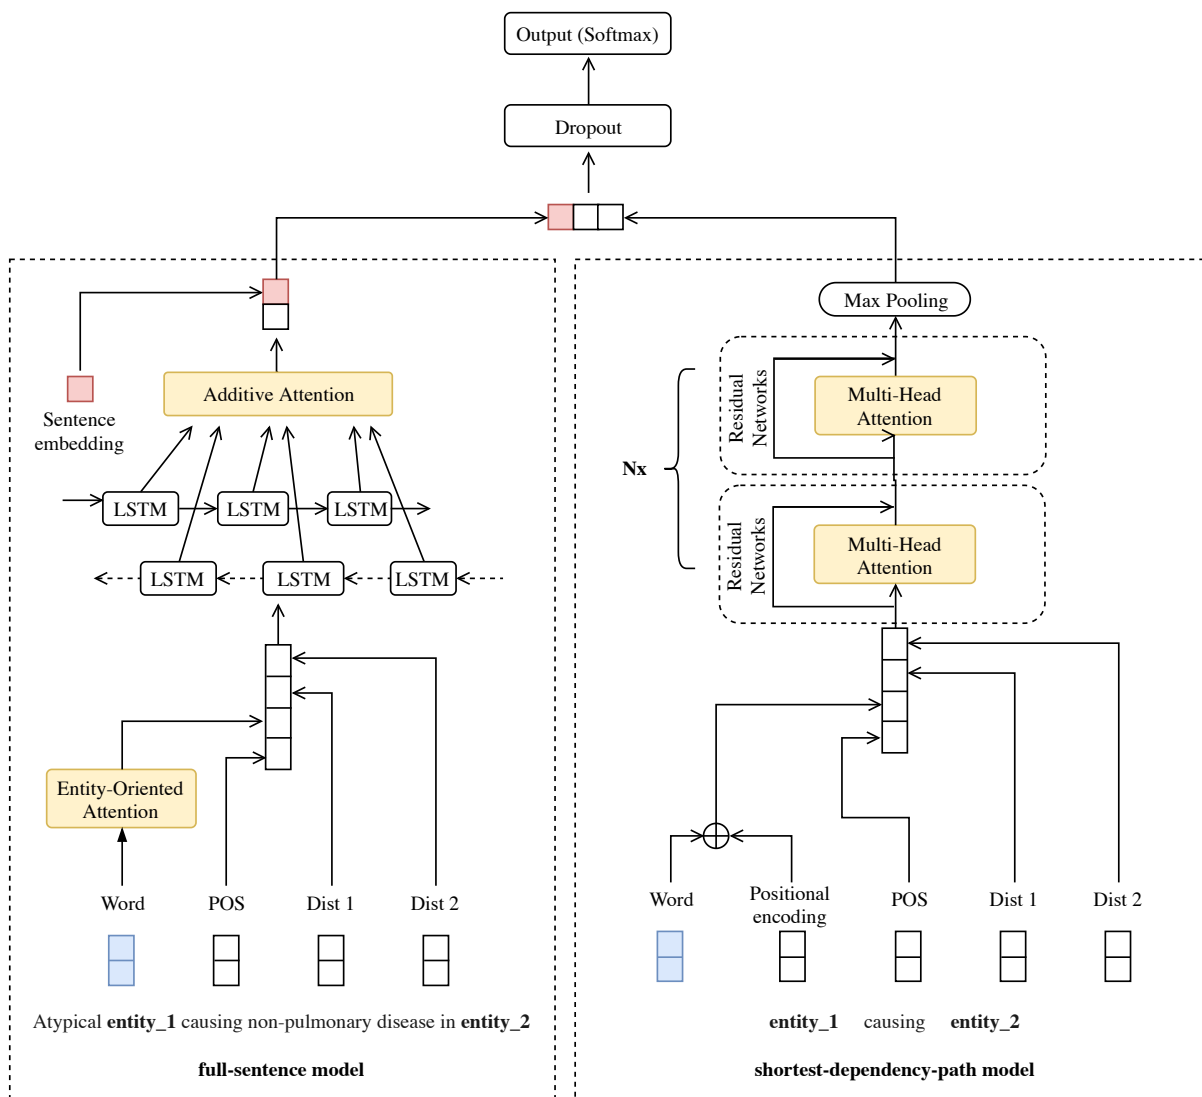 Output (Softmax)
Dropout
Sentence
embedding
Additive Attention
LSTM
LSTM
LSTM
LSTM
LSTM
LSTM
Entity-Oriented
Attention
Word
POS
Dist 1
Dist 2
Atypical entity_1 causing non-pulmonary disease in entity_2
full-sentence model
Max Pooling
Residual
Networks
Multi-Head
Attention
Nx
Residual
Networks
Multi-Head
Attention
Word
Positional
encoding
POS
Dist 1
Dist 2
entity_1 causing entity_2
shortest-dependency-path model